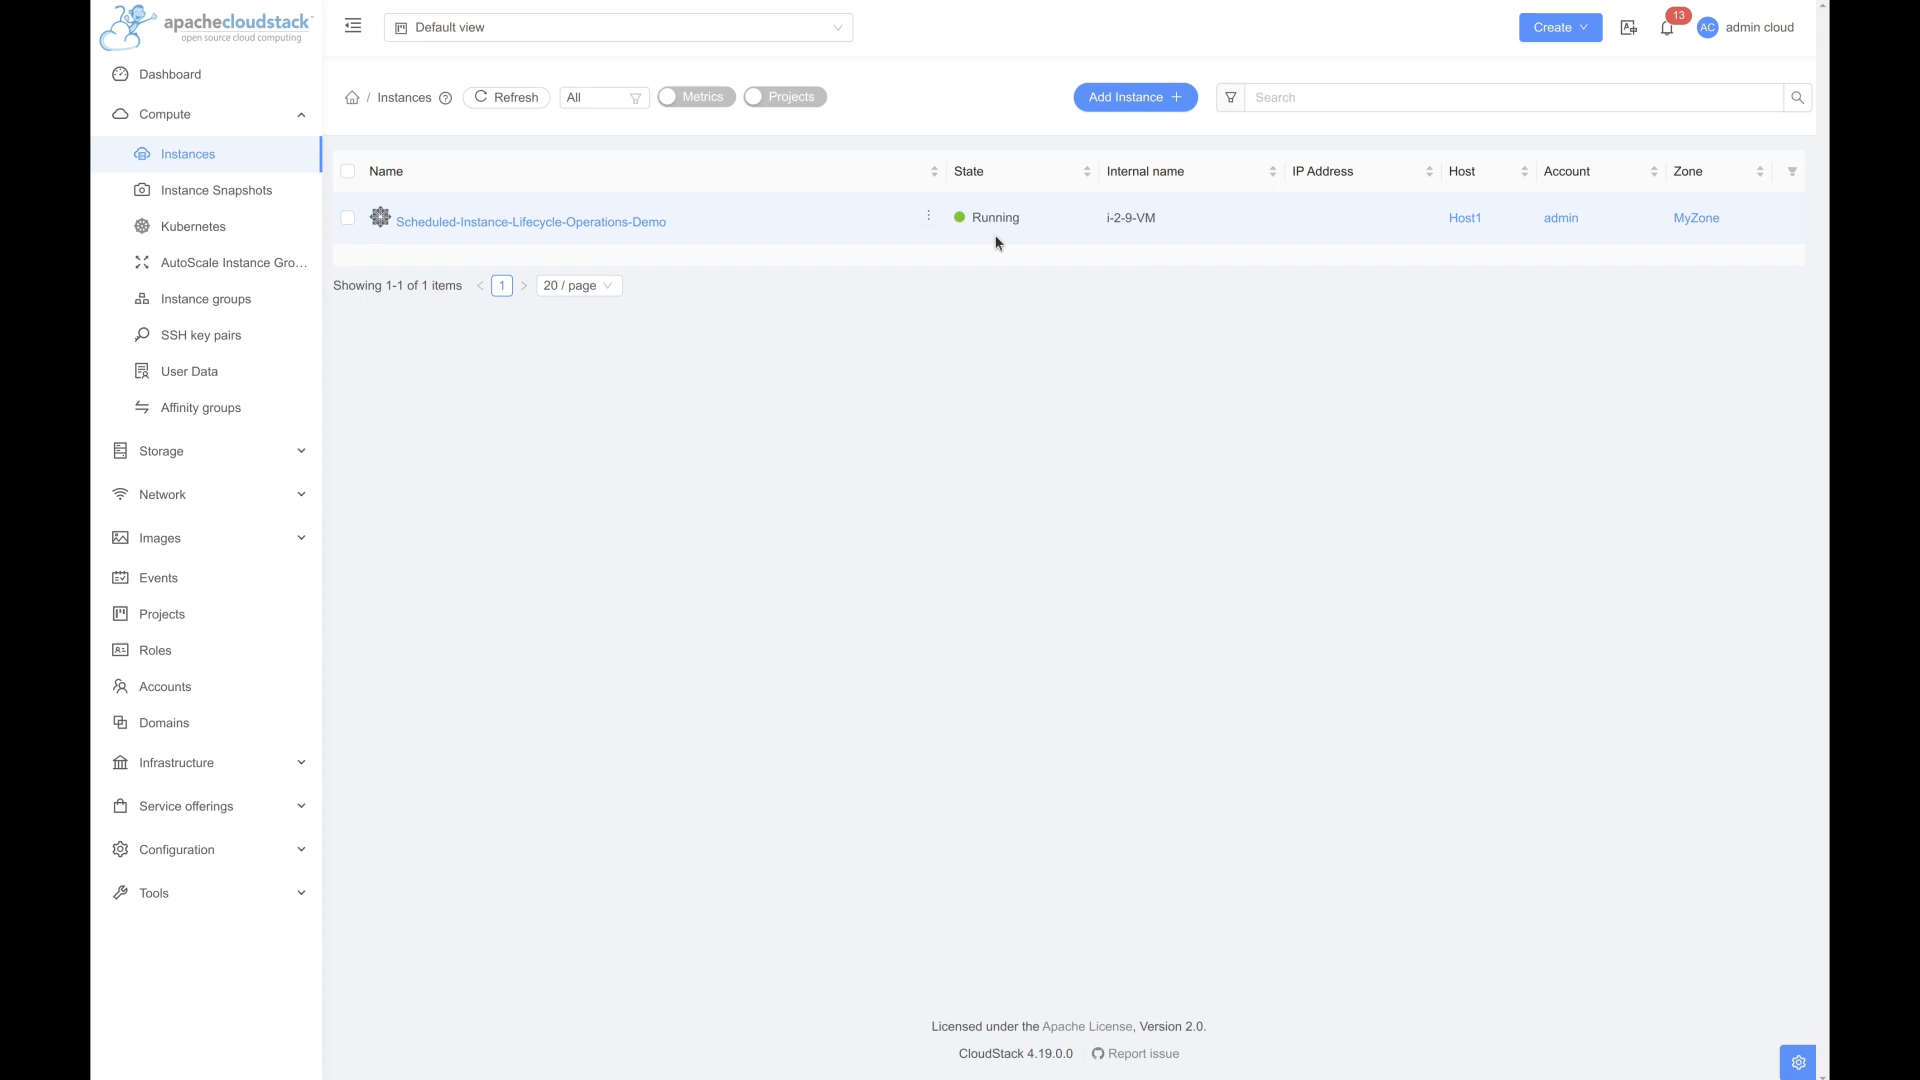 apachecloudstack
open source cloud computing
Default view
Create
13
AC
admin cloud
Dashboard
Compute
Instances
Instance Snapshots
Kubernetes
AutoScale Instance Gro...
Instance groups
SSH key pairs
User Data
Affinity groups
Storage
Network
Images
Events
Projects
Roles
Accounts
Domains
Infrastructure
Service offerings
Configuration
Tools
/ Instances
Refresh
All
Metrics
Projects
Add Instance +
Search
Name State Internal name IP Address Host Account Zone
Scheduled-Instance-Lifecycle-Operations-Demo Running i-2-9-VM Host1 admin MyZone
Showing 1-1 of 1 items < 1 > 20 / page
Licensed under the Apache License, Version 2.0.
CloudStack 4.19.0.0 Report issue